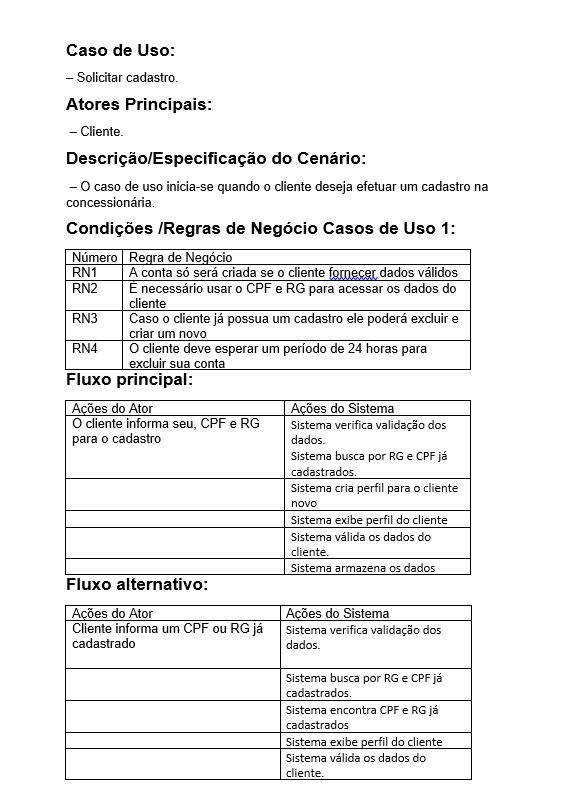 Caso de Uso:
– Solicitar cadastro.
Atores Principais:
– Cliente.
Descrição/Especificação do Cenário:
– O caso de uso inicia-se quando o cliente deseja efetuar um cadastro na
concessionária.
Condições /Regras de Negócio Casos de Uso 1:
Número Regra de Negócio
RN1 A conta só será criada se o cliente fornecer dados válidos
RN2 É necessário usar o CPF e RG para acessar os dados do
cliente
RN3 Caso o cliente já possua um cadastro ele poderá excluir e
criar um novo
RN4 O cliente deve esperar um período de 24 horas para
excluir sua conta
Fluxo principal:
Ações do Ator Ações do Sistema
O cliente informa seu, CPF e RG Sistema verifica validação dos
para o cadastro dados.
Sistema busca por RG e CPF já
cadastrados.
Sistema cria perfil para o cliente
novo
Sistema exibe perfil do cliente
Sistema válida os dados do
cliente.
Sistema armazena os dados
Fluxo alternativo:
Ações do Ator Ações do Sistema
Cliente informa um CPF ou RG já Sistema verifica validação dos
cadastrado dados.
Sistema busca por RG e CPF já
cadastrados.
Sistema encontra CPF e RG já
cadastrados
Sistema exibe perfil do cliente
Sistema válida os dados do
cliente.